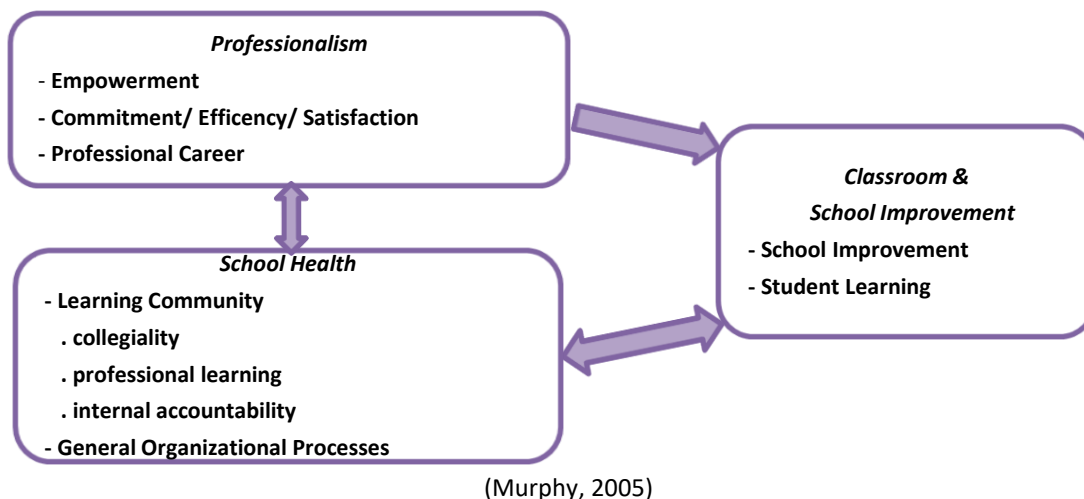 Professionalism
- Empowerment
- Commitment/ Efficency/ Satisfaction
- Professional Career
School Health
- Learning Community
. collegiality
. professional learning
. internal accountability
- General Organizational Processes
Classroom &
School Improvement
- School Improvement
- Student Learning
(Murphy, 2005)